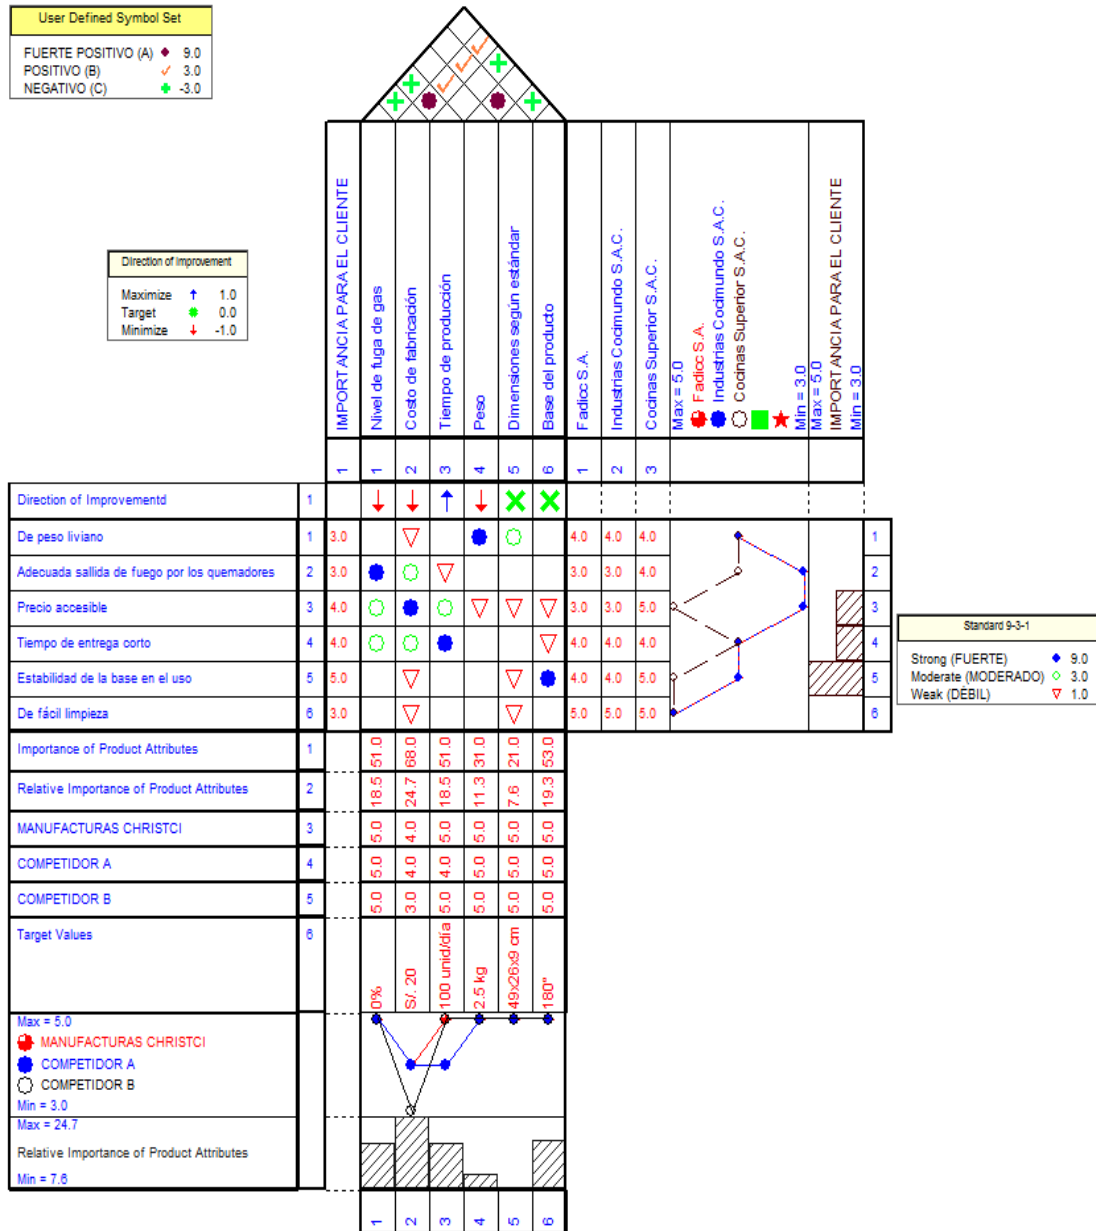 User Defined Symbol Set
FUERTE POSITIVO (A) 9.0
POSITIVO (B) 3.0
NEGATIVO (C) -3.0
Direction of Improvement
Maximize 1.0
Target 0.0
Minimize -1.0
IMPORTANCIA PARA EL CLIENTE
Nivel de fuga de gas
Costo de fabricación
Tiempo de producción
Peso
Dimensiones según estándar
Base del producto
Fadicc S.A.
Industrias Cocimundo S.A.C.
Cocinas Superior S.A.C.
Max = 5.0
Fadicc S.A.
Industrias Cocimundo S.A.C.
Cocinas Superior S.A.C.
Min = 3.0
Max = 5.0
IMPORTANCIA PARA EL CLIENTE
Min = 3.0
1 1 2 3 4 5 6 1 2 3
Direction of Improvementd 1
De peso liviano 1 3.0 4.0 4.0 4.0 1
Adecuada sallida de fuego por los quemadores 2 3.0 3.0 3.0 4.0 2
Precio accesible 3 4.0 3.0 3.0 5.0 3
Tiempo de entrega corto 4 4.0 4.0 4.0 4.0 4
Estabilidad de la base en el uso 5 5.0 4.0 4.0 5.0 5
De fácil limpieza 6 3.0 5.0 5.0 5.0 6
Standard 9-3-1
Strong (FUERTE) 9.0
Moderate (MODERADO) 3.0
Weak (DÉBIL) 1.0
Importance of Product Attributes 1 51.0 68.0 51.0 31.0 21.0 53.0
Relative Importance of Product Attributes 2 18.5 24.7 18.5 11.3 7.6 19.3
MANUFACTURAS CHRISTCI 3 5.0 4.0 5.0 5.0 5.0 5.0
COMPETIDOR A 4 5.0 4.0 4.0 5.0 5.0 5.0
COMPETIDOR B 5 5.0 3.0 5.0 5.0 5.0 5.0
Target Values 6 0% S/. 20 100 unid/día 2.5 kg 49x26x9 cm 180°
Max = 5.0
MANUFACTURAS CHRISTCI
COMPETIDOR A
COMPETIDOR B
Min = 3.0
Max = 24.7
Relative Importance of Product Attributes
Min = 7.6
1 2 3 4 5 6